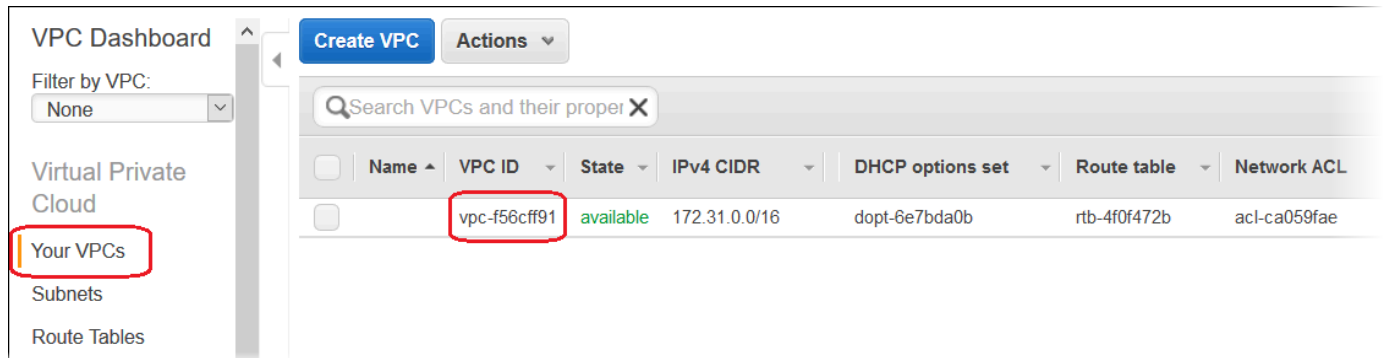 VPC Dashboard
Filter by VPC:
None
Virtual Private
Cloud
Your VPCs
Subnets
Route Tables
Create VPC Actions
Search VPCs and their proper
Name VPC ID State IPv4 CIDR DHCP options set Route table Network ACL
vpc-f56cff91 available 172.31.0.0/16 dopt-6e7bda0b rtb-4f0f472b acl-ca059fae